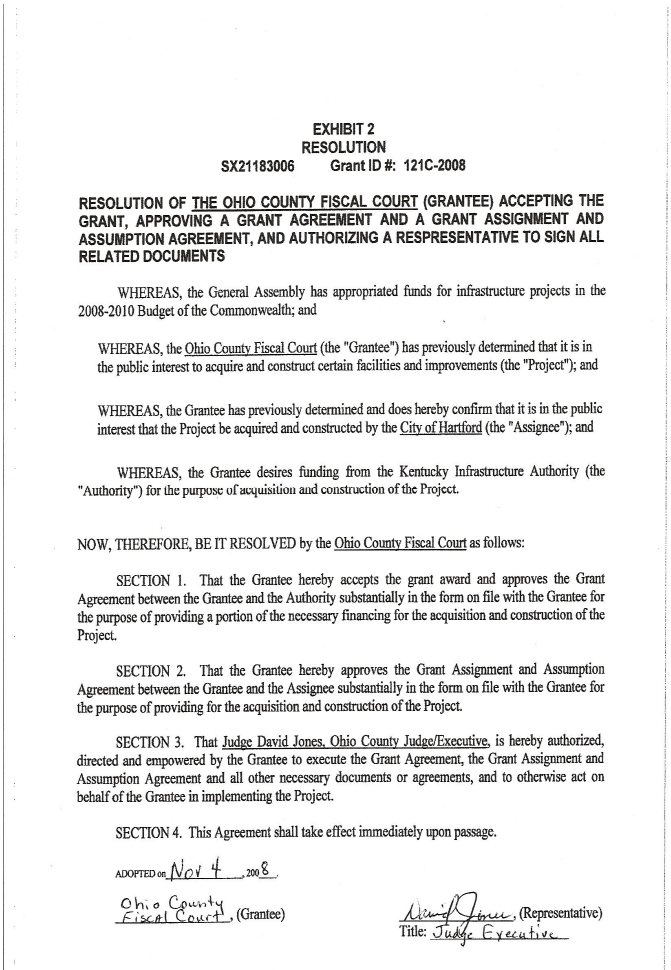 EXHIBIT 2
RESOLUTION
SX21183006 Grant ID #: 121C-2008
RESOLUTION OF THE OHIO COUNTY FISCAL COURT (GRANTEE) ACCEPTING THE
GRANT, APPROVING A GRANT AGREEMENT AND A GRANT ASSIGNMENT AND
ASSUMPTION AGREEMENT, AND AUTHORIZING A RESPRESENTATIVE TO SIGN ALL
RELATED DOCUMENTS
WHEREAS, the General Assembly has appropriated funds for infrastructure projects in the
2008-2010 Budget of the Commonwealth; and
WHEREAS, the Ohio County Fiscal Court (the "Grantee") has previously determined that it is in
the public interest to acquire and construct certain facilities and improvements (the "Project"); and
WHEREAS, the Grantee has previously determined and does hereby confirm that it is in the public
interest that the Project be acquired and constructed by the City of Hartford (the "Assignee"); and
WHEREAS, the Grantee desires funding from the Kentucky Infrastructure Authority (the
"Authority") for the purpose of acquisition and construction of the Project.
NOW, THEREFORE, BE IT RESOLVED by the Ohio County Fiscal Court as follows:
SECTION 1. That the Grantee hereby accepts the grant award and approves the Grant
Agreement between the Grantee and the Authority substantially in the form on file with the Grantee for
the purpose of providing a portion of the necessary financing for the acquisition and construction of the
Project.
SECTION 2. That the Grantee hereby approves the Grant Assignment and Assumption
Agreement between the Grantee and the Assignee substantially in the form on file with the Grantee for
the purpose of providing for the acquisition and construction of the Project.
SECTION 3. That Judge David Jones, Ohio County Judge/Executive, is hereby authorized,
directed and empowered by the Grantee to execute the Grant Agreement, the Grant Assignment and
Assumption Agreement and all other necessary documents or agreements, and to otherwise act on
behalf of the Grantee in implementing the Project.
SECTION 4. This Agreement shall take effect immediately upon passage.
ADOPTED on Nov 4, 2008.
Ohio County
Fiscal Court, (Grantee)
David Jones, (Representative)
Title: Judge Executive